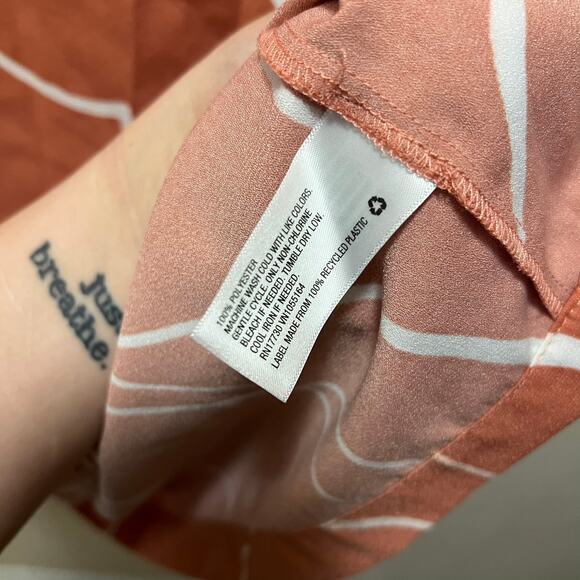 100% POLYESTER
MACHINE WASH COLD WITH LIKE COLORS.
GENTLE CYCLE. ONLY NON-CHLORINE
BLEACH IF NEEDED. TUMBLE DRY LOW.
COOL IRON IF NEEDED.
RN17730 VN1055164
LABEL MADE FROM 100% RECYCLED PLASTIC
just
breathe.